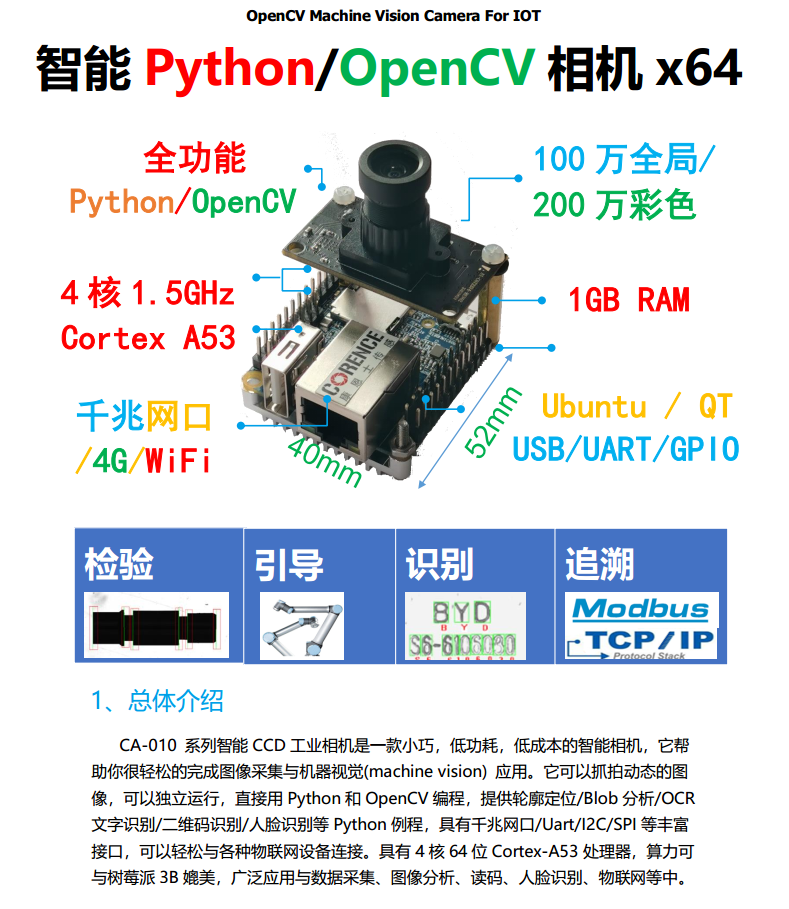 OpenCV Machine Vision Camera For IOT
智能 Python/OpenCV 相机 x64
全功能
Python/OpenCV
100 万全局/
200 万彩色
4 核 1.5GHz
Cortex A53
1GB RAM
CORENCE
千兆网口
/4G/WiFi
40mm
52mm
Ubuntu / QT
USB/UART/GPIO
检验
引导
识别
追溯
BYD
BYD
S6-6105030
Modbus
TCP/IP
Protocol Stack
1、总体介绍
CA-010 系列智能 CCD 工业相机是一款小巧，低功耗，低成本的智能相机，它帮
助你很轻松的完成图像采集与机器视觉(machine vision) 应用。它可以抓拍动态的图
像，可以独立运行，直接用 Python 和 OpenCV 编程，提供轮廓定位/Blob 分析/OCR
文字识别/二维码识别/人脸识别等 Python 例程，具有千兆网口/Uart/I2C/SPI 等丰富
接口，可以轻松与各种物联网设备连接。具有 4 核 64 位 Cortex-A53 处理器，算力可
与树莓派 3B 媲美，广泛应用与数据采集、图像分析、读码、人脸识别、物联网等中。